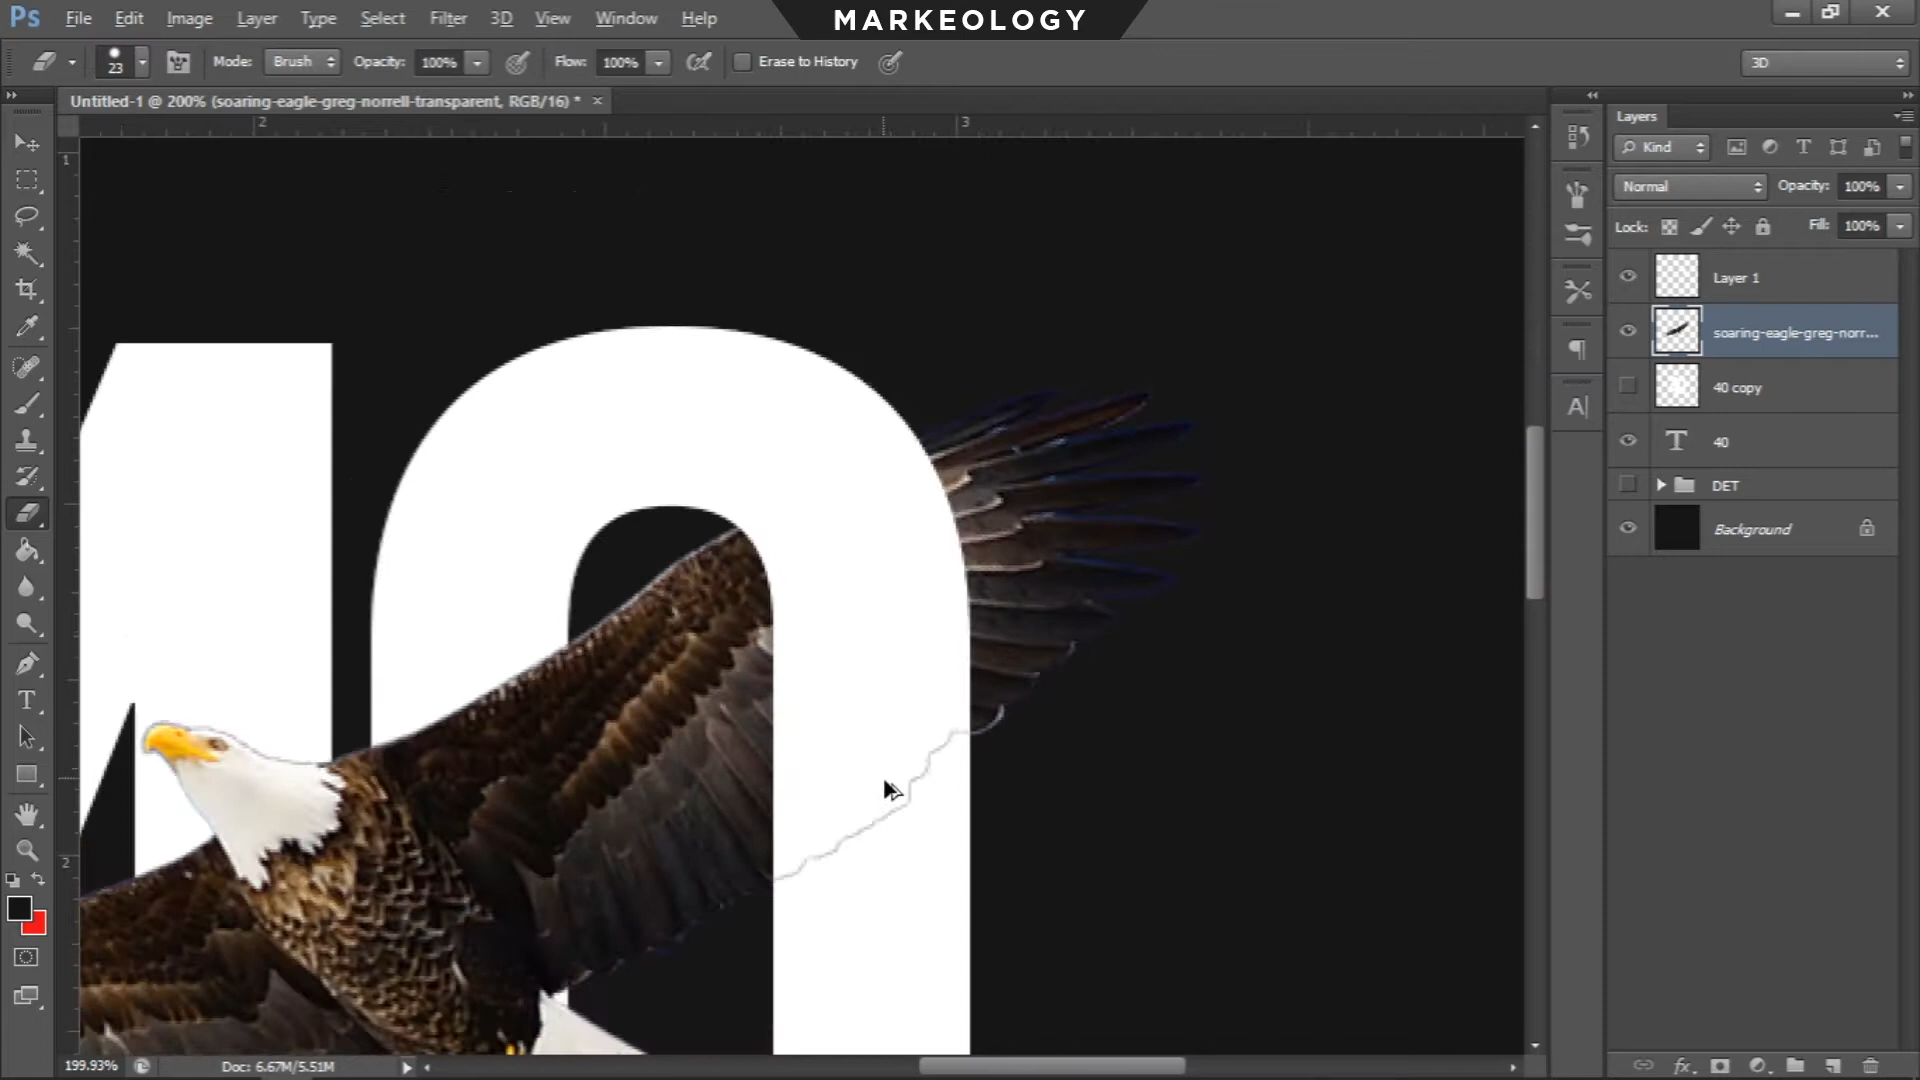 MARKEOLOGY
Ps File Edit Image Layer Type Select Filter 3D View Window Help
23 Mode: Brush Opacity: 100% Flow: 100% Erase to History 3D
Untitled-1 @ 200% (soaring-eagle-greg-norrell-transparent, RGB/16) * ×
2 3
1
2
40
Layers
Kind
Normal Opacity: 100%
Lock: Fill: 100%
Layer 1
soaring-eagle-greg-norr...
40 copy
T 40
DET
Background
A|
199.93% Doc: 6.67M/5.51M
fx